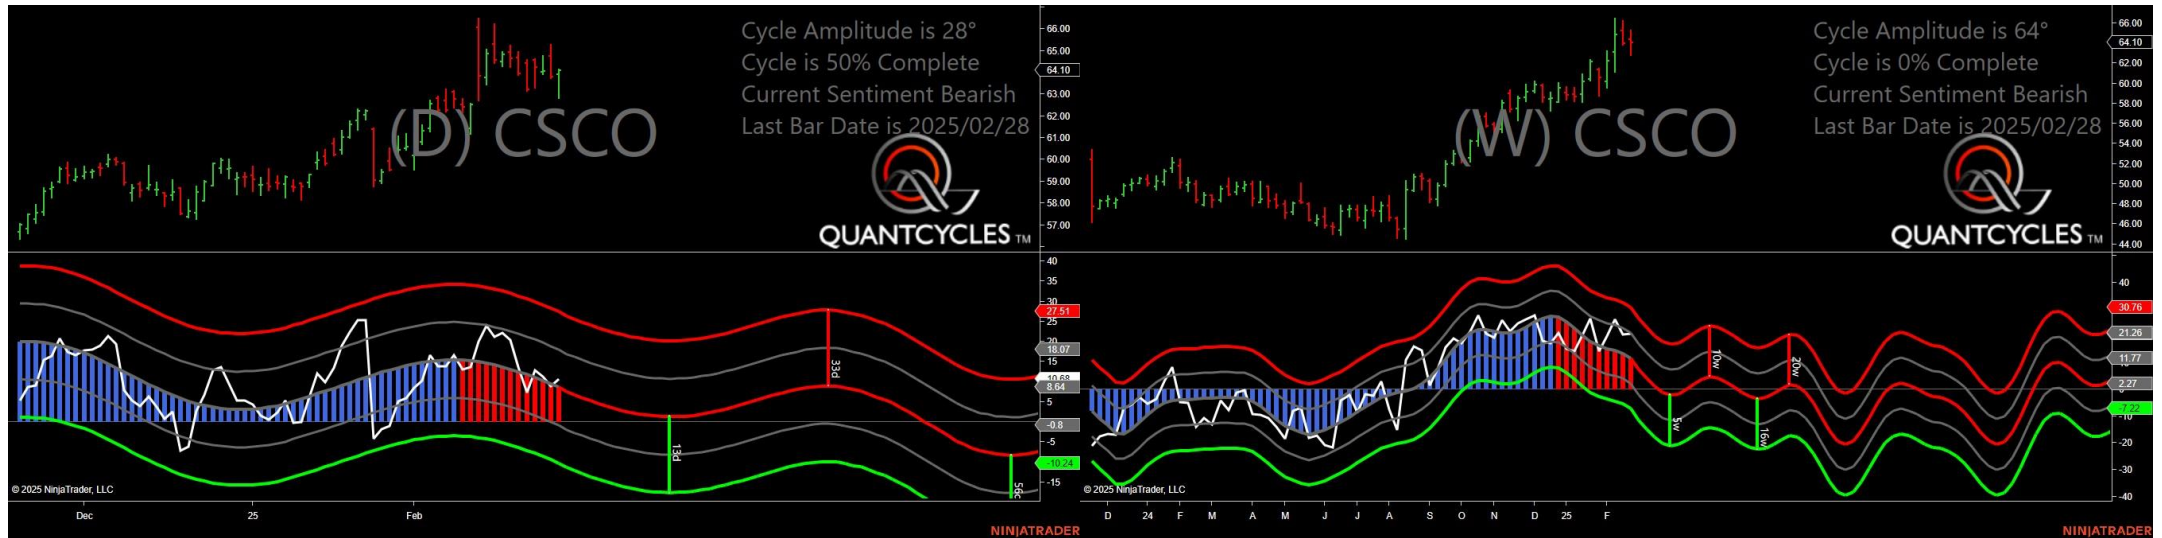 Cycle Amplitude is 28°
Cycle is 50% Complete
Current Sentiment Bearish
Last Bar Date is 2025/02/28
(D) CSCO
QUANTCYCLES TM
66.00
65.00
64.10
63.00
62.00
61.00
60.00
59.00
58.00
57.00
40
35
30
27.51
25
20
18.07
15
10.68
8.64
5
-0.8
-5
-10.24
-15
33d
13d
© 2025 NinjaTrader, LLC
Dec 25 Feb
NINJATRADER
Cycle Amplitude is 64°
Cycle is 0% Complete
Current Sentiment Bearish
Last Bar Date is 2025/02/28
(W) CSCO
QUANTCYCLES TM
66.00
64.10
62.00
60.00
58.00
56.00
54.00
52.00
50.00
48.00
46.00
44.00
40
30.76
21.26
11.77
2.27
-7.22
-10
-20
-30
-40
10w
20w
5w
16w
© 2025 NinjaTrader, LLC
D 24 F M A M J J A S O N D 25 F
NINJATRADER